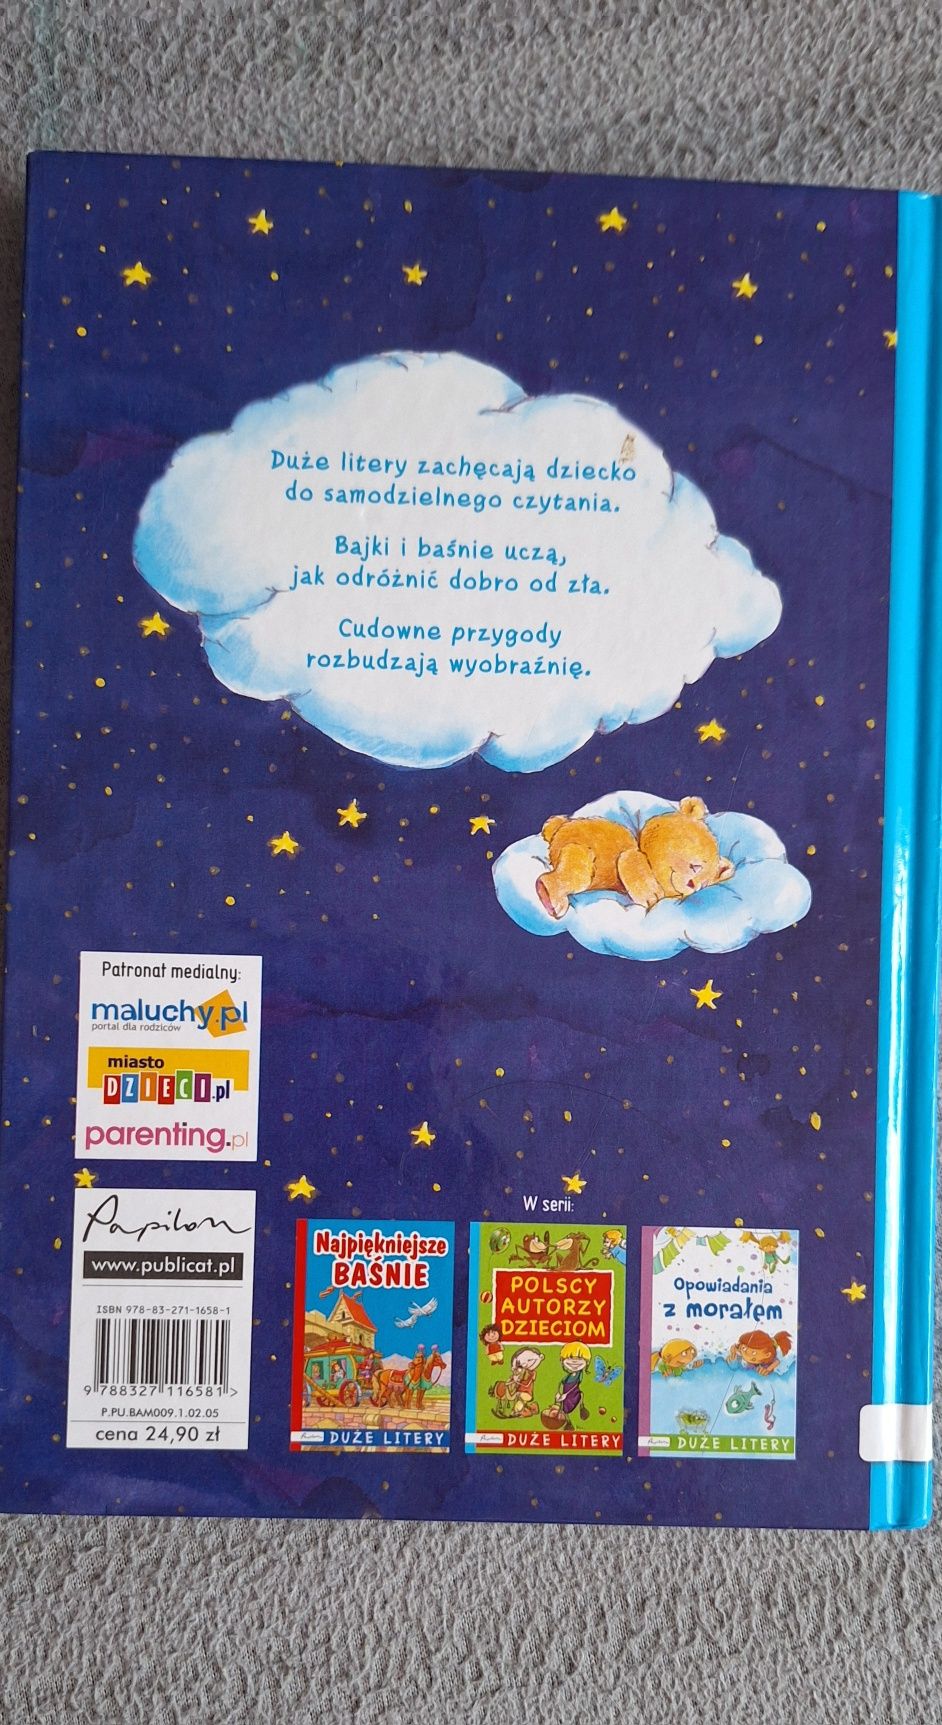 Duże litery zachęcają dziecko
do samodzielnego czytania.
Bajki i baśnie uczą,
jak odróżnić dobro od zła.
Cudowne przygody
rozbudzają wyobraźnię.
Patronat medialny:
maluchy.pl
portal dla rodziców
miasto
DZIECI.pl
parenting.pl
Papilon
www.publicat.pl
ISBN 978-83-271-1658-1
9 788327 116581 >
P.PU.BAM009.1.02.05
cena 24,90 zł
W serii:
Najpiękniejsze
BAŚNIE
DUŻE LITERY
POLSCY
AUTORZY
DZIECIOM
DUŻE LITERY
Opowiadania
z morałem
DUŻE LITERY